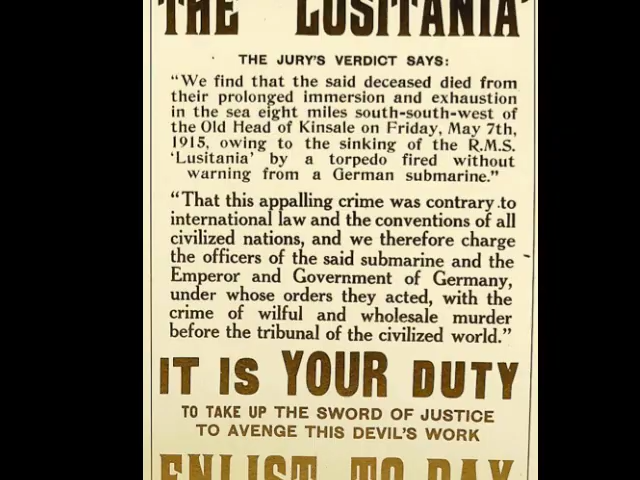 THE "LUSITANIA"
THE JURY'S VERDICT SAYS:
"We find that the said deceased died from
their prolonged immersion and exhaustion
in the sea eight miles south-south-west of
the Old Head of Kinsale on Friday, May 7th,
1915, owing to the sinking of the R.M.S.
'Lusitania' by a torpedo fired without
warning from a German submarine."
"That this appalling crime was contrary to
international law and the conventions of all
civilized nations, and we therefore charge
the officers of the said submarine and the
Emperor and Government of Germany,
under whose orders they acted, with the
crime of wilful and wholesale murder
before the tribunal of the civilized world."
IT IS YOUR DUTY
TO TAKE UP THE SWORD OF JUSTICE
TO AVENGE THIS DEVIL'S WORK
ENLIST TO-DAY